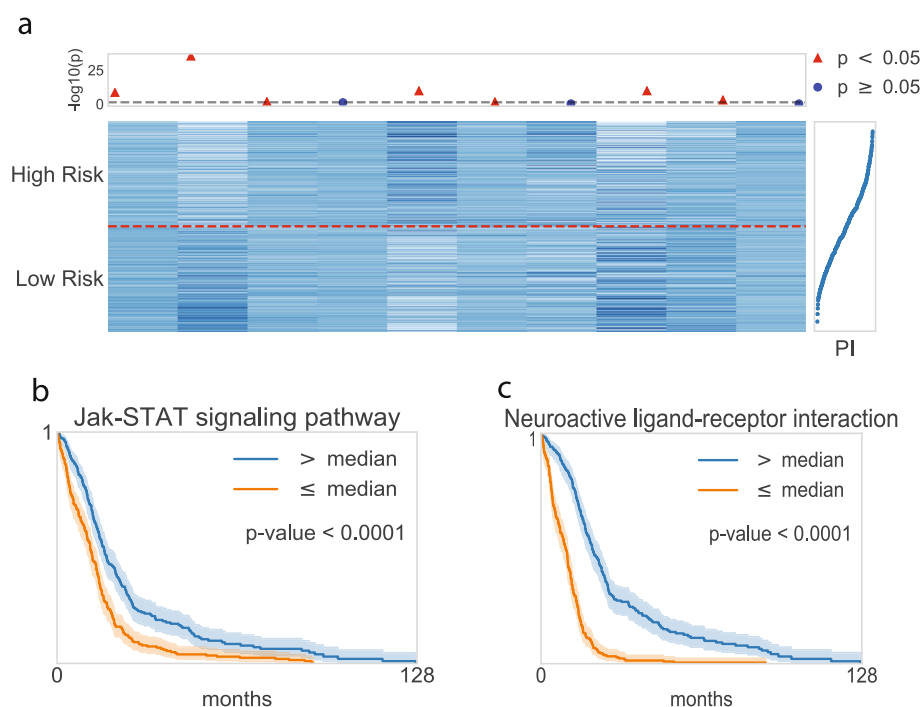 a
-log10(p)
25
0
p < 0.05
p ≥ 0.05
High Risk
Low Risk
PI
b
Jak-STAT signaling pathway
1
> median
≤ median
p-value < 0.0001
0
128
months
c
Neuroactive ligand-receptor interaction
1
> median
≤ median
p-value < 0.0001
0
128
months